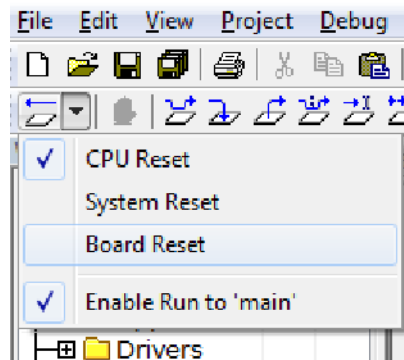 File Edit View Project Debug
CPU Reset
System Reset
Board Reset
Enable Run to 'main'
Drivers